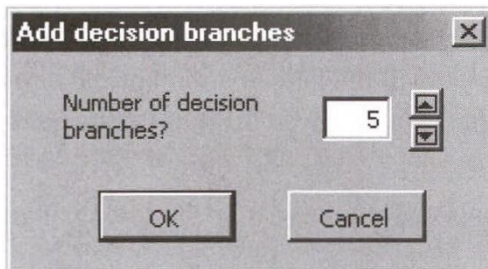 Add decision branches
Number of decision
branches?
5
OK
Cancel